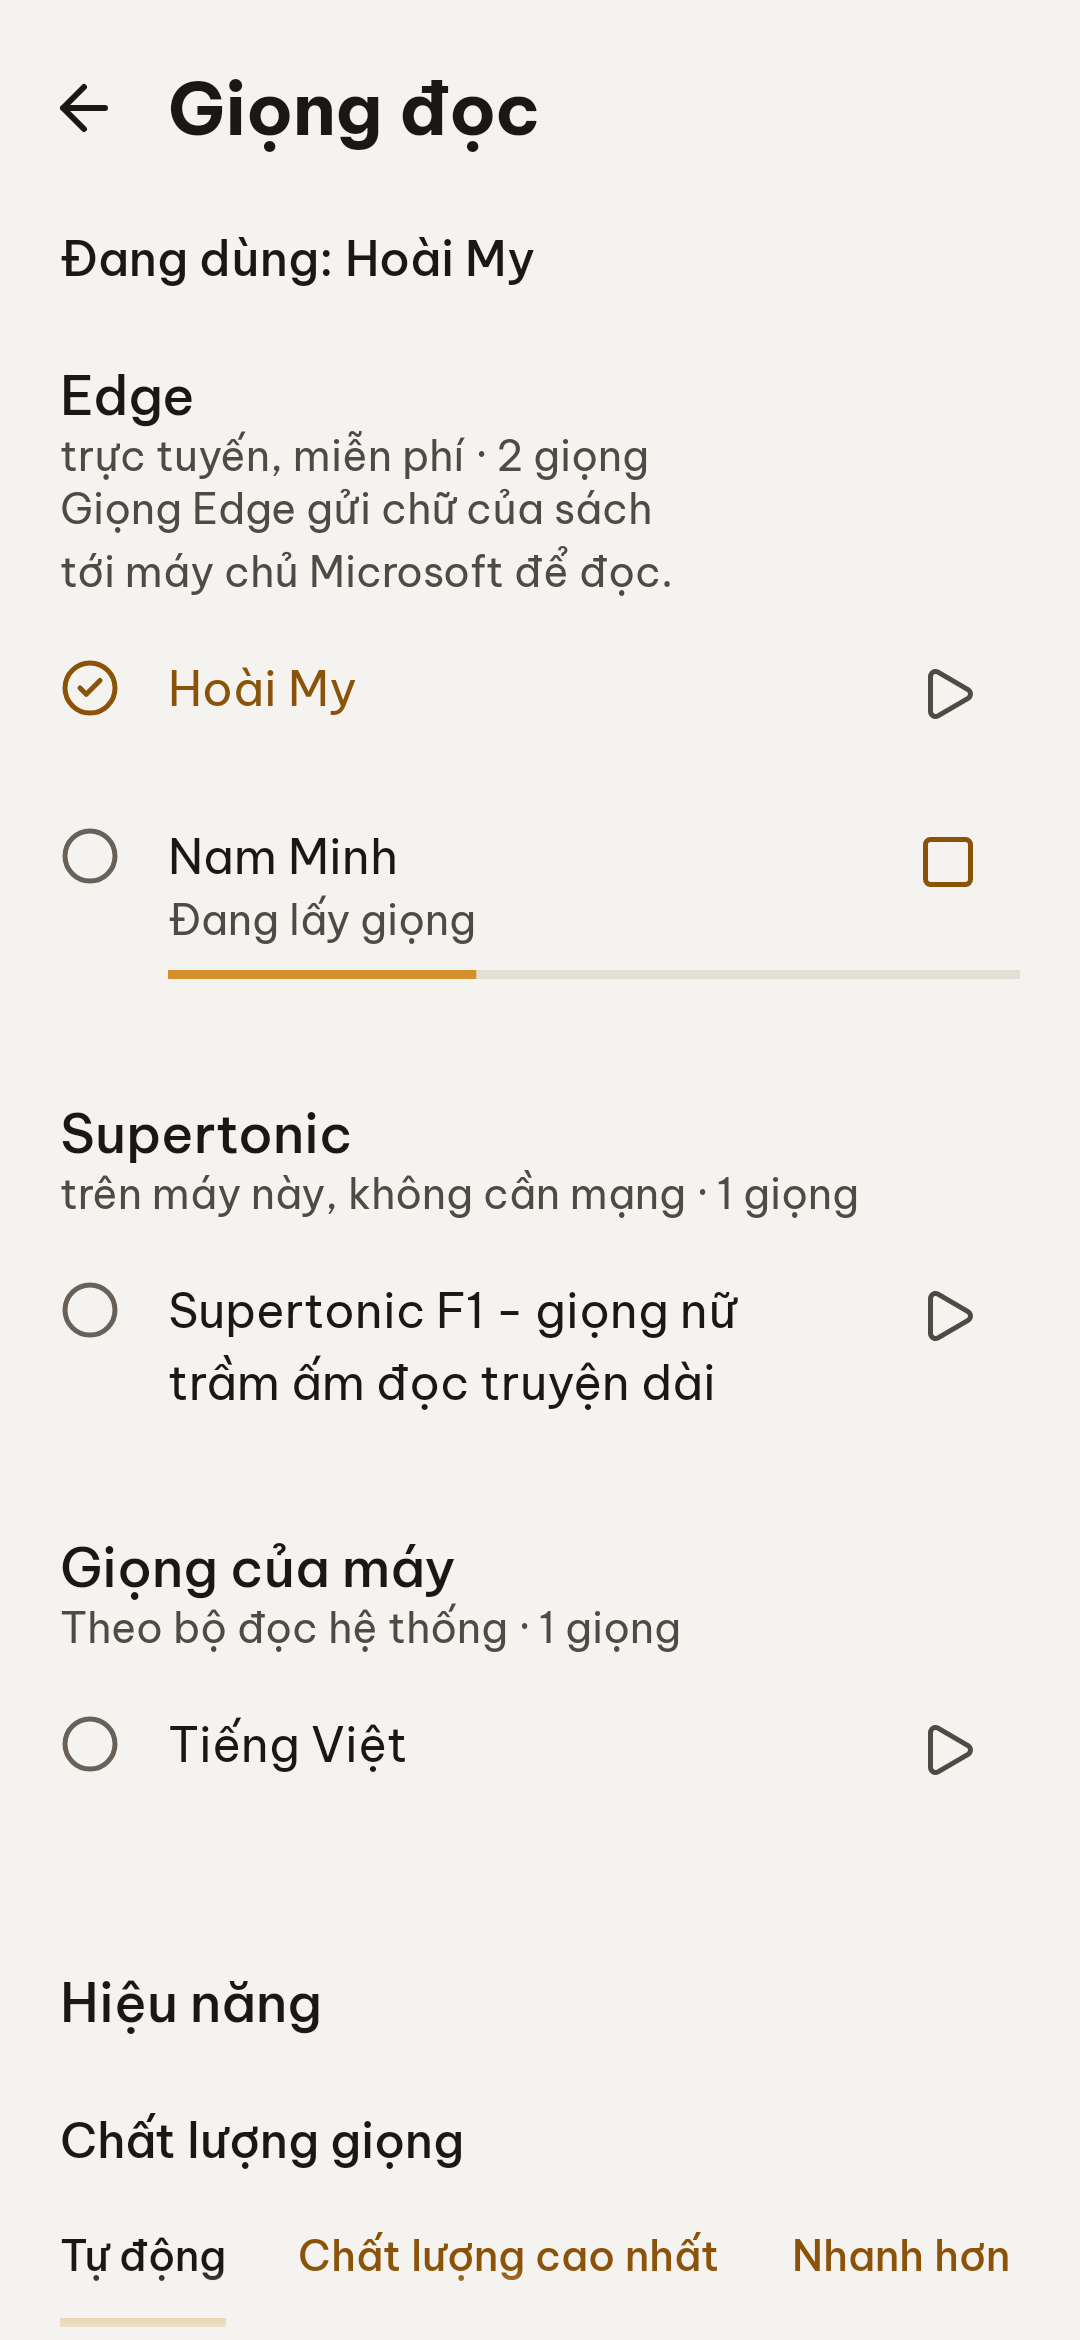 Giọng đọc
Đang dùng: Hoài My
Edge
trực tuyến, miễn phí · 2 giọng
Giọng Edge gửi chữ của sách
tới máy chủ Microsoft để đọc.
Hoài My
Nam Minh
Đang lấy giọng
Supertonic
trên máy này, không cần mạng · 1 giọng
Supertonic F1 - giọng nữ
trầm ấm đọc truyện dài
Giọng của máy
Theo bộ đọc hệ thống · 1 giọng
Tiếng Việt
Hiệu năng
Chất lượng giọng
Tự động Chất lượng cao nhất Nhanh hơn